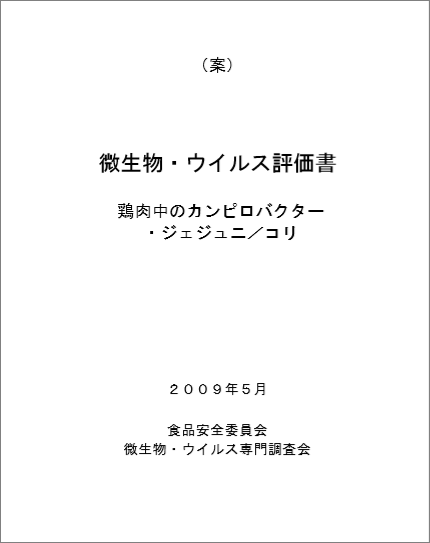 （案）
微生物・ウイルス評価書
鶏肉中のカンピロバクター
・ジェジュニ／コリ
２００９年５月
食品安全委員会
微生物・ウイルス専門調査会